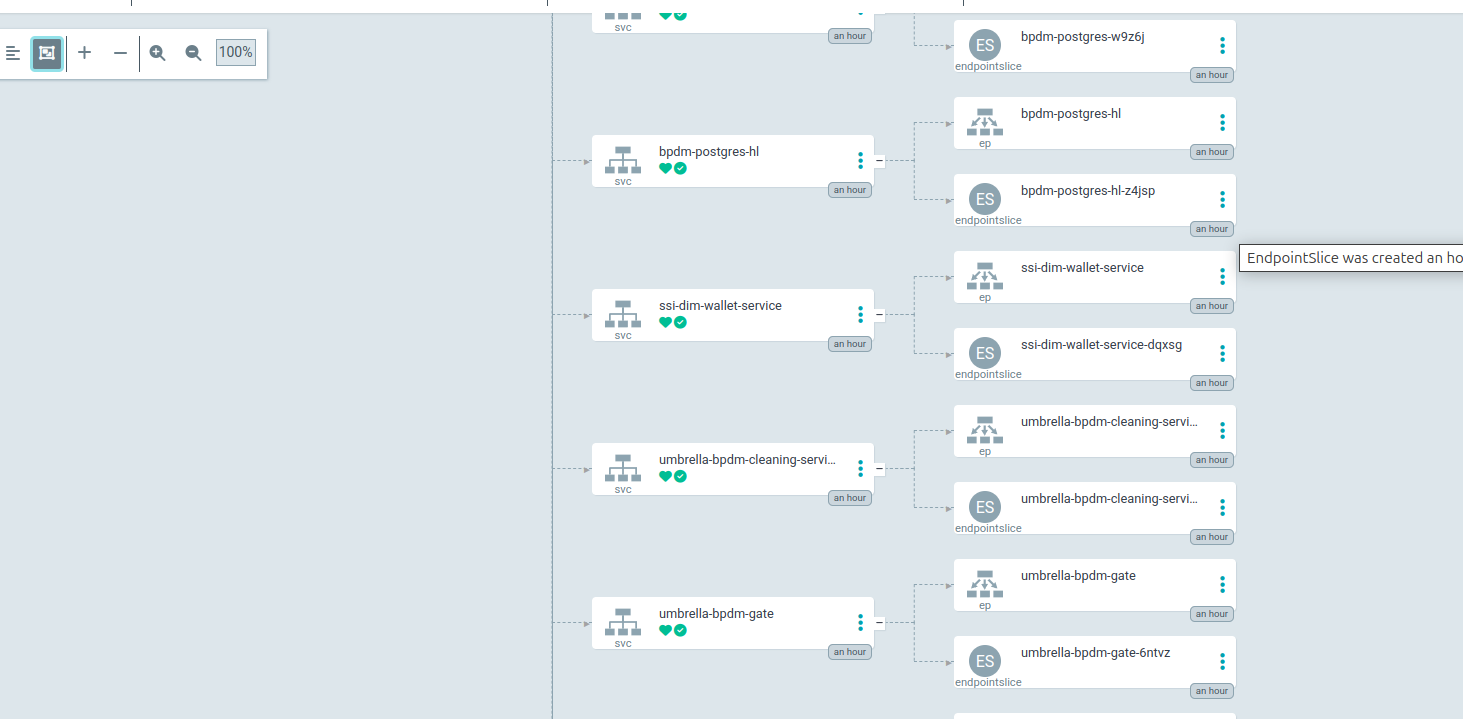 100%
svc
an hour
bpdm-postgres-w9z6j
ES
endpointslice
an hour
bpdm-postgres-hl
svc
an hour
bpdm-postgres-hl
ep
an hour
bpdm-postgres-hl-z4jsp
ES
endpointslice
an hour
EndpointSlice was created an ho
ssi-dim-wallet-service
svc
an hour
ssi-dim-wallet-service
ep
an hour
ssi-dim-wallet-service-dqxsg
ES
endpointslice
an hour
umbrella-bpdm-cleaning-servi...
svc
an hour
umbrella-bpdm-cleaning-servi...
ep
an hour
umbrella-bpdm-cleaning-servi...
ES
endpointslice
an hour
umbrella-bpdm-gate
svc
an hour
umbrella-bpdm-gate
ep
an hour
umbrella-bpdm-gate-6ntvz
ES
endpointslice
an hour